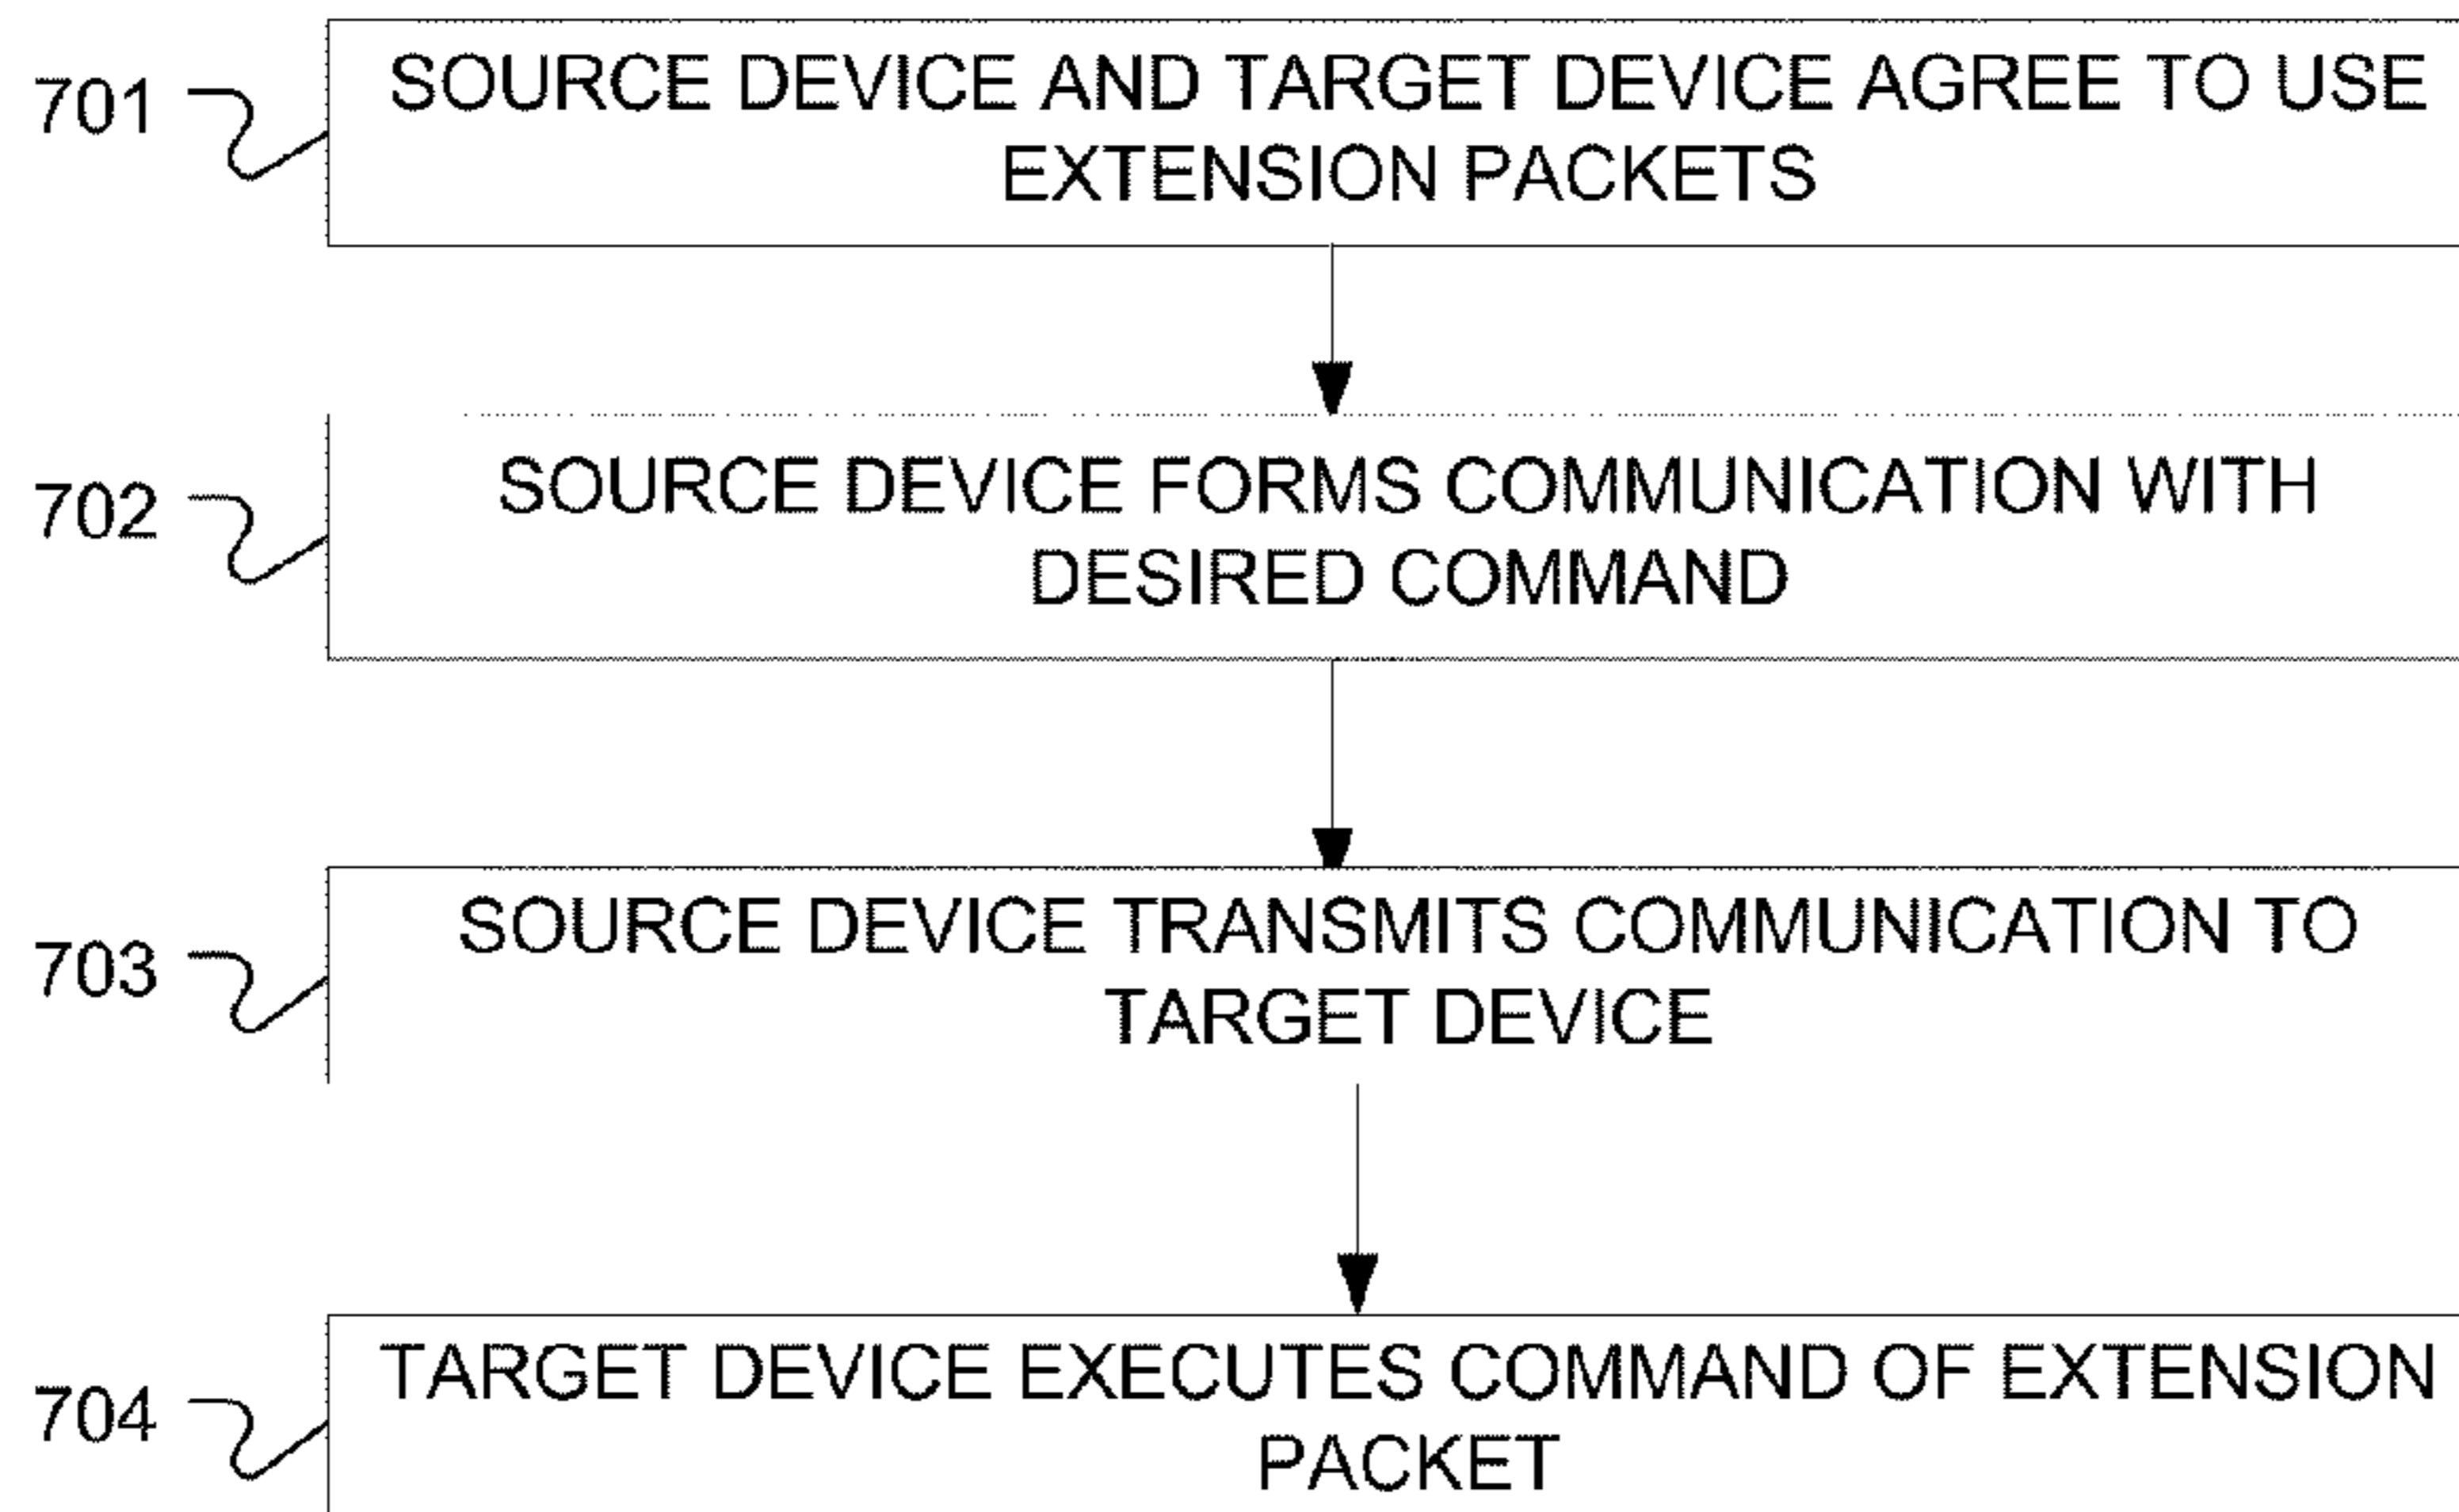 701
SOURCE DEVICE AND TARGET DEVICE AGREE TO USE
EXTENSION PACKETS
702
SOURCE DEVICE FORMS COMMUNICATION WITH
DESIRED COMMAND
703
SOURCE DEVICE TRANSMITS COMMUNICATION TO
TARGET DEVICE
704
TARGET DEVICE EXECUTES COMMAND OF EXTENSION
PACKET